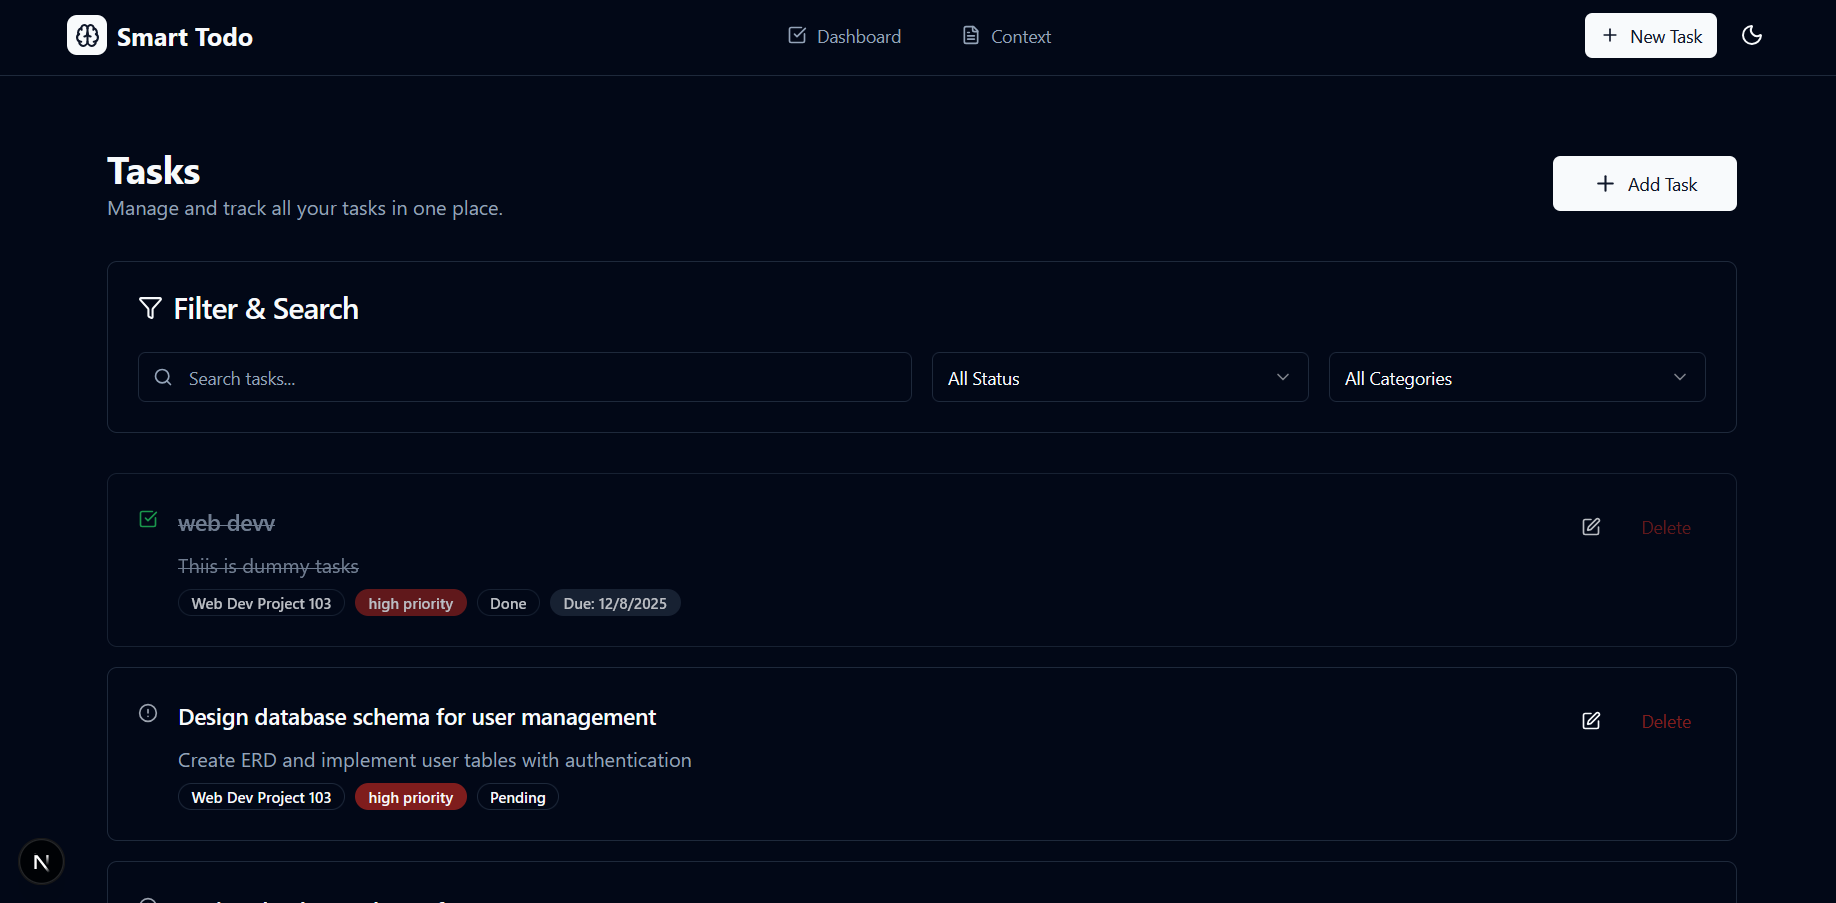 Smart Todo
Dashboard
Context
New Task
Tasks
Manage and track all your tasks in one place.
Add Task
Filter & Search
Search tasks...
All Status
All Categories
web devv
Delete
Thiis is dummy tasks
Web Dev Project 103
high priority
Done
Due: 12/8/2025
Design database schema for user management
Delete
Create ERD and implement user tables with authentication
Web Dev Project 103
high priority
Pending
N